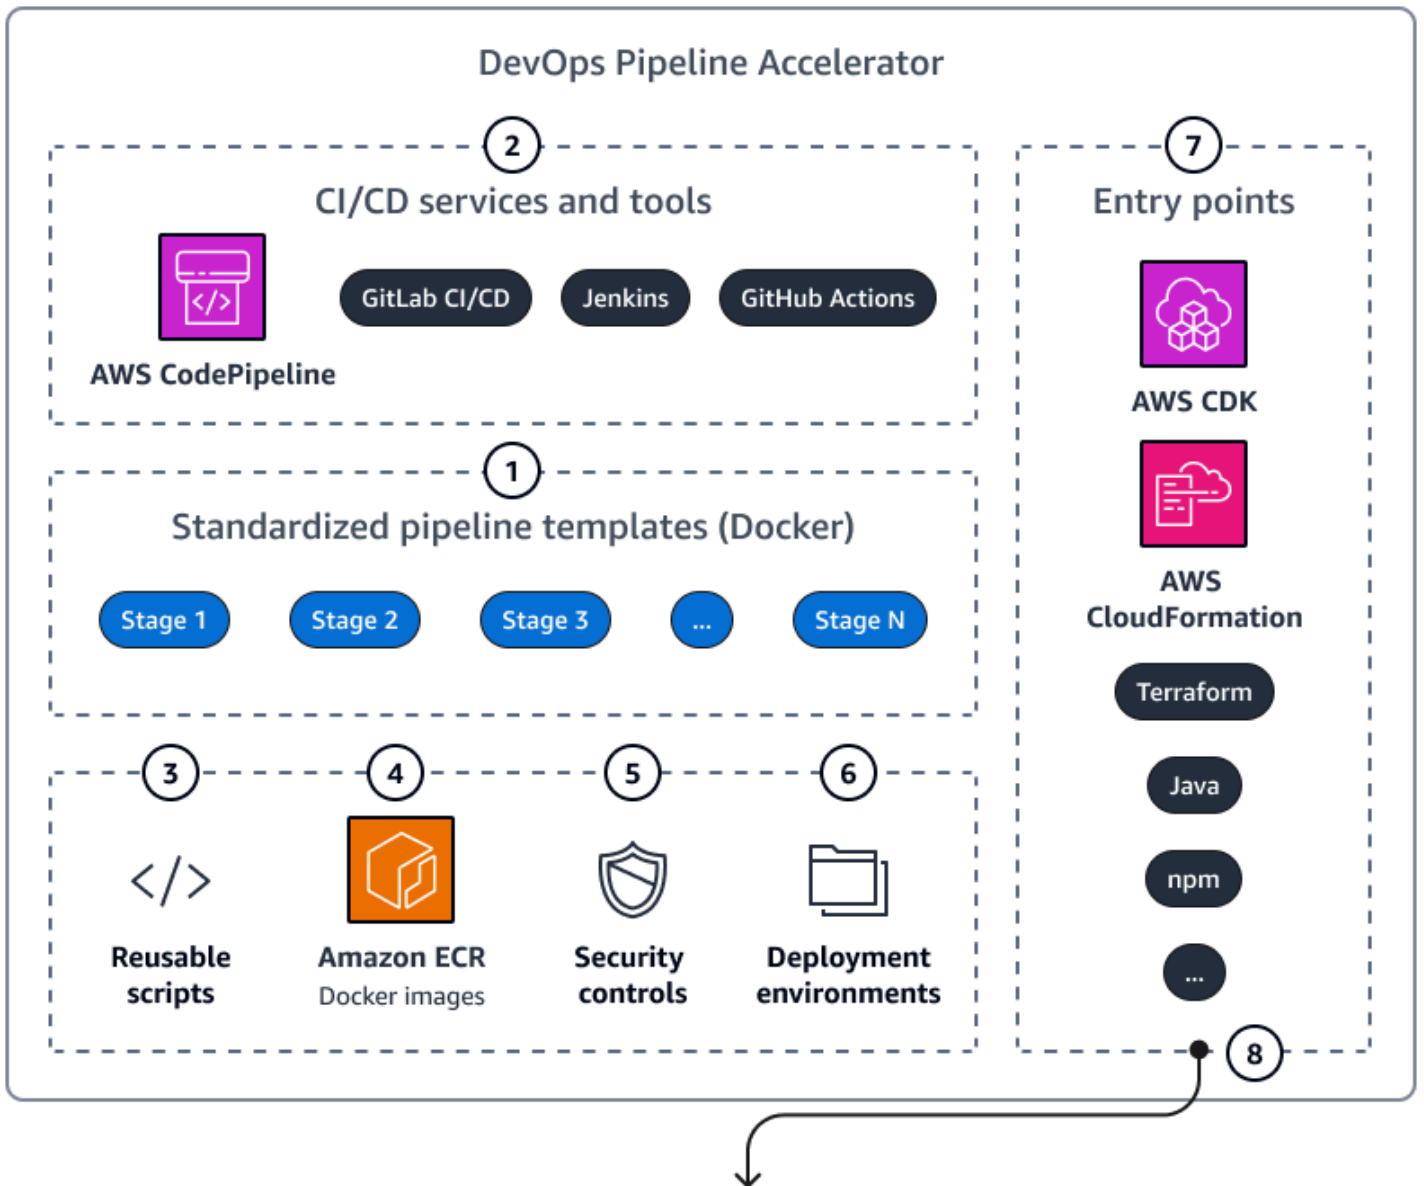 DevOps Pipeline Accelerator
2
CI/CD services and tools
AWS CodePipeline
GitLab CI/CD
Jenkins
GitHub Actions
1
Standardized pipeline templates (Docker)
Stage 1
Stage 2
Stage 3
...
Stage N
3
Reusable
scripts
4
Amazon ECR
Docker images
5
Security
controls
6
Deployment
environments
7
Entry points
AWS CDK
AWS
CloudFormation
Terraform
Java
npm
...
8